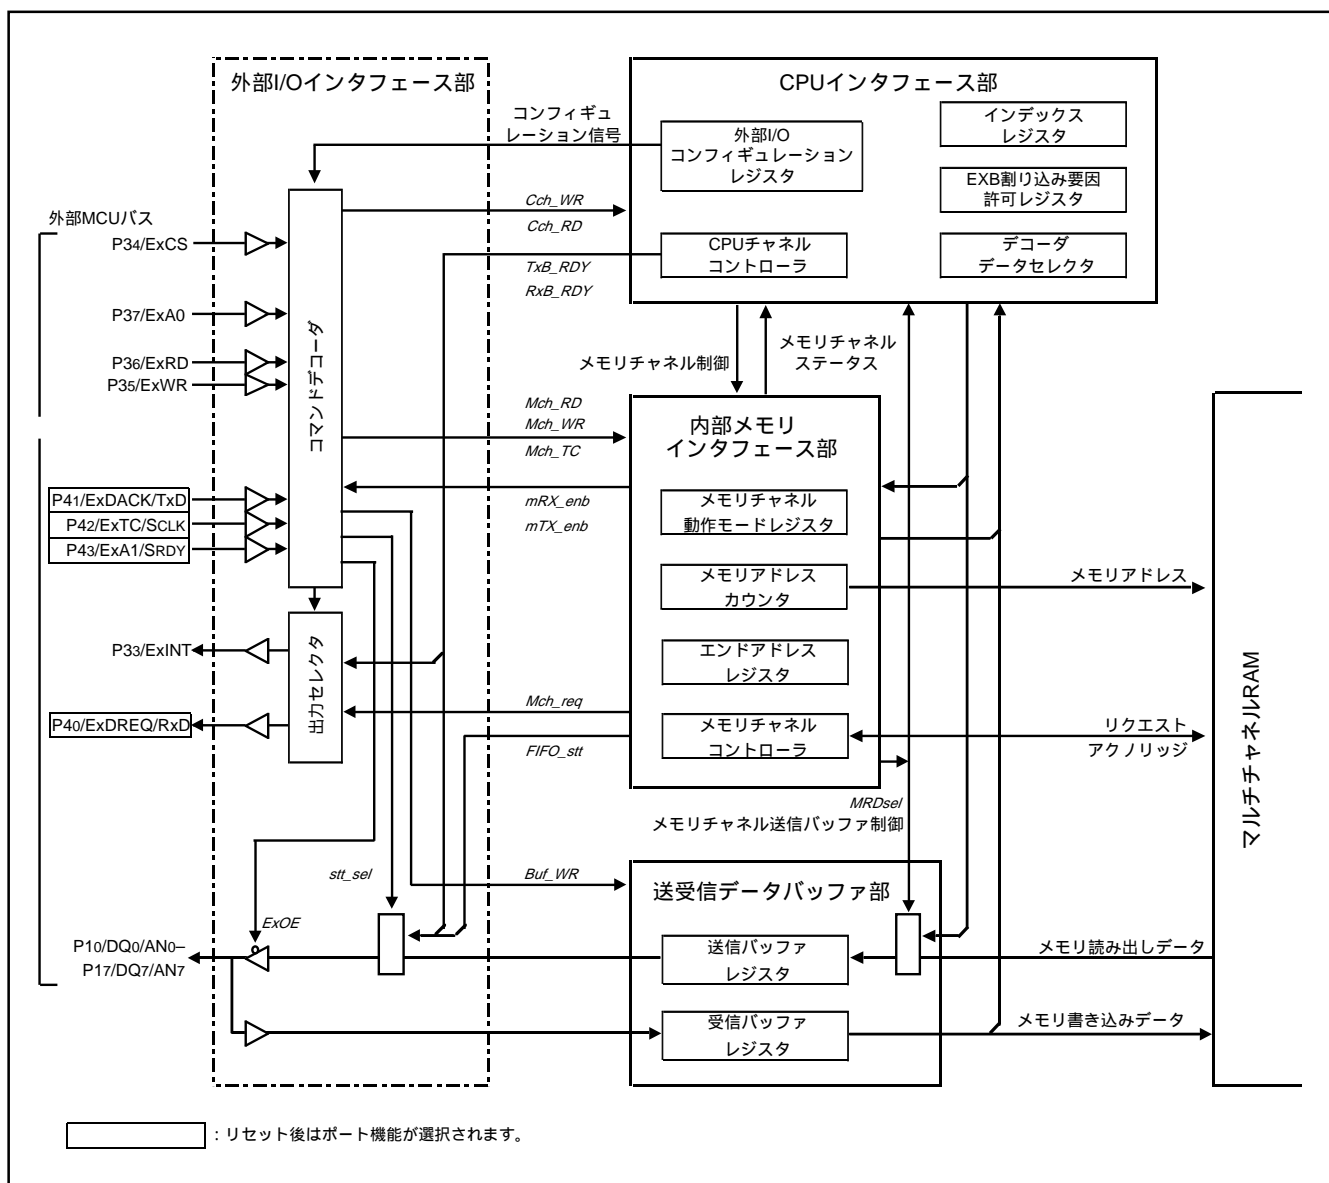 外部I/Oインタフェース部
CPUインタフェース部
コンフィギュ
レーション信号
外部I/O
コンフィギュレーション
レジスタ
インデックス
レジスタ
EXB割り込み要因
許可レジスタ
デコーダ
データセレクタ
CPUチャネル
コントローラ
外部MCUバス
P34/ExCS
P37/ExA0
P36/ExRD
P35/ExWR
P41/ExDACK/TxD
P42/ExTC/SCLK
P43/ExA1/SRDY
P33/ExINT
P40/ExDREQ/RxD
P10/DQ0/AN0–
P17/DQ7/AN7
コマンドデコーダ
出力セレクタ
Cch_WR
Cch_RD
TxB_RDY
RxB_RDY
メモリチャネル制御
メモリチャネル
ステータス
Mch_RD
Mch_WR
Mch_TC
mRX_enb
mTX_enb
Mch_req
FIFO_stt
内部メモリ
インタフェース部
メモリチャネル
動作モードレジスタ
メモリアドレス
カウンタ
エンドアドレス
レジスタ
メモリチャネル
コントローラ
メモリアドレス
リクエスト
アクノリッジ
マルチチャネルRAM
MRDsel
メモリチャネル送信バッファ制御
stt_sel
Buf_WR
ExOE
送受信データバッファ部
送信バッファ
レジスタ
受信バッファ
レジスタ
メモリ読み出しデータ
メモリ書き込みデータ
：リセット後はポート機能が選択されます。